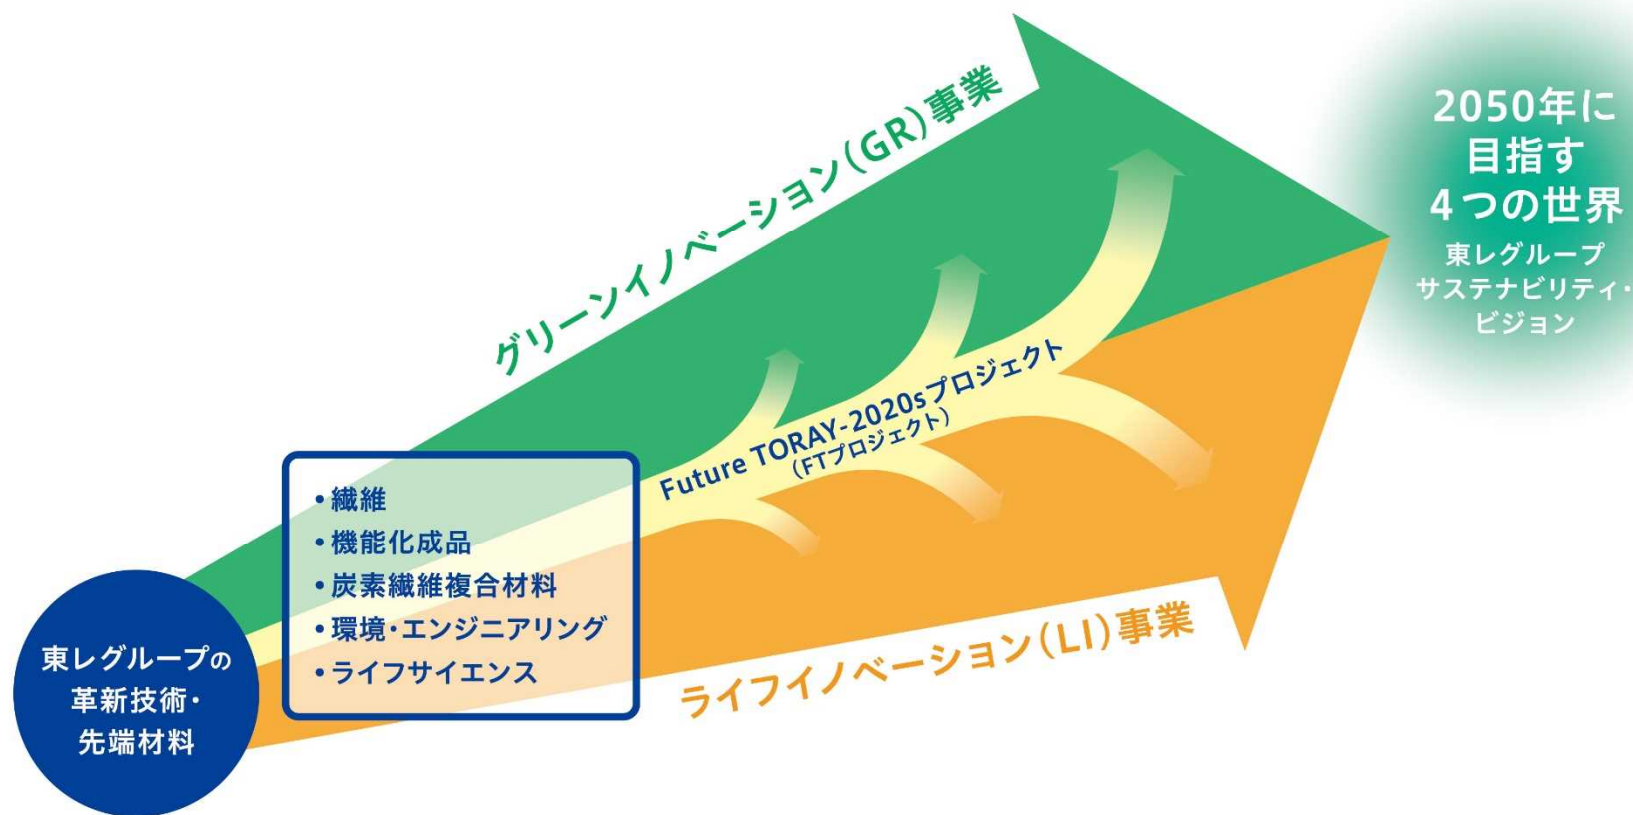 東レグループの
革新技術・
先端材料
・繊維
・機能化成品
・炭素繊維複合材料
・環境・エンジニアリング
・ライフサイエンス
グリーンイノベーション（GR）事業
Future TORAY-2020sプロジェクト
（FTプロジェクト）
ライフイノベーション（LI）事業
2050年に
目指す
4つの世界
東レグループ
サステナビリティ・
ビジョン